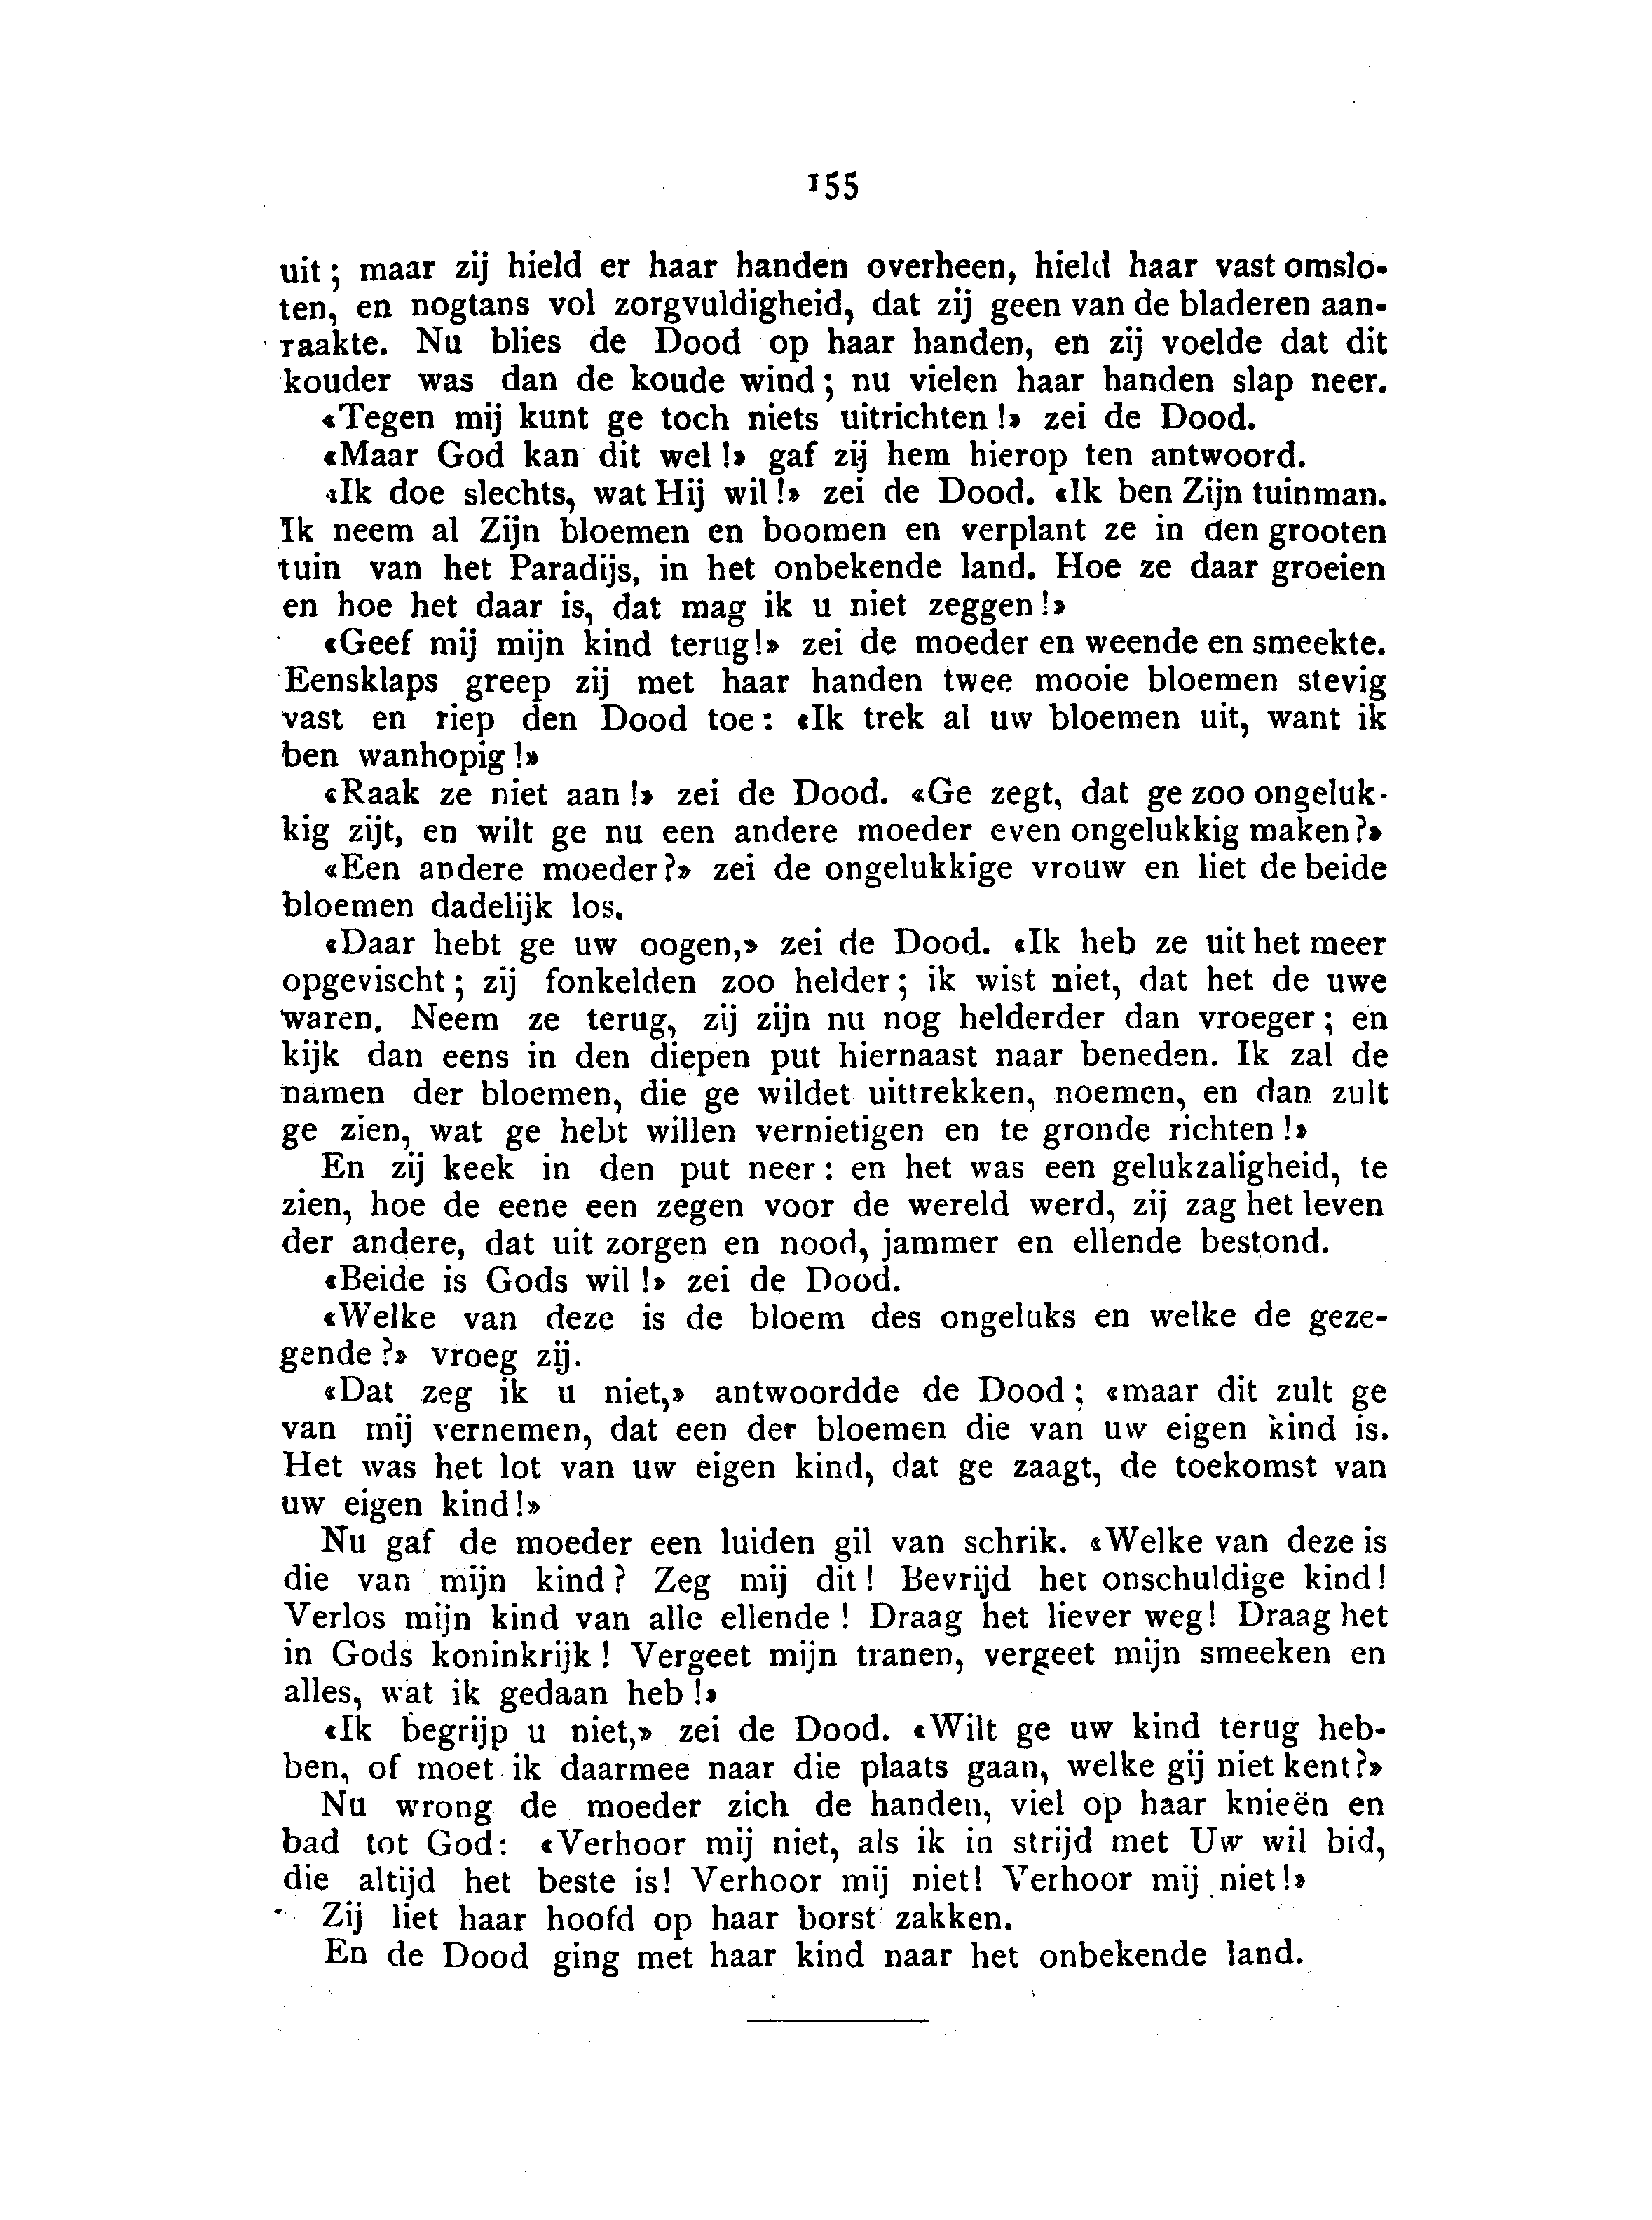 155
uit; maar zij hield er haar handen overheen, hield haar vast omslo-
ten, en nogtans vol zorgvuldigheid, dat zij geen van de bladeren aan-
raakte. Nu blies de Dood op haar handen, en zij voelde dat dit
kouder was dan de koude wind; nu vielen haar handen slap neer.
«Tegen mij kunt ge toch niets uitrichten!» zei de Dood.
«Maar God kan dit wel!» gaf zij hem hierop ten antwoord.
«Ik doe slechts, wat Hij wil!» zei de Dood. «Ik ben Zijn tuinman.
Ik neem al Zijn bloemen en boomen en verplant ze in den grooten
tuin van het Paradijs, in het onbekende land. Hoe ze daar groeien
en hoe het daar is, dat mag ik u niet zeggen!»
«Geef mij mijn kind terug!» zei de moeder en weende en smeekte.
Eensklaps greep zij met haar handen twee mooie bloemen stevig
vast en riep den Dood toe: «Ik trek al uw bloemen uit, want ik
ben wanhopig!»
«Raak ze niet aan!» zei de Dood. «Ge zegt, dat ge zoo ongeluk-
kig zijt, en wilt ge nu een andere moeder even ongelukkig maken?»
«Een andere moeder?» zei de ongelukkige vrouw en liet de beide
bloemen dadelijk los.
«Daar hebt ge uw oogen,» zei de Dood. «Ik heb ze uit het meer
opgevischt; zij fonkelden zoo helder; ik wist niet, dat het de uwe
waren. Neem ze terug, zij zijn nu nog helderder dan vroeger; en
kijk dan eens in den diepen put hiernaast naar beneden. Ik zal de
namen der bloemen, die ge wildet uittrekken, noemen, en dan zult
ge zien, wat ge hebt willen vernietigen en te gronde richten!»
En zij keek in den put neer: en het was een gelukzaligheid, te
zien, hoe de eene een zegen voor de wereld werd, zij zag het leven
der andere, dat uit zorgen en nood, jammer en ellende bestond.
«Beide is Gods wil!» zei de Dood.
«Welke van deze is de bloem des ongeluks en welke de geze-
gende?» vroeg zij.
«Dat zeg ik u niet,» antwoordde de Dood; «maar dit zult ge
van mij vernemen, dat een der bloemen die van uw eigen kind is.
Het was het lot van uw eigen kind, dat ge zaagt, de toekomst van
uw eigen kind!»
Nu gaf de moeder een luiden gil van schrik. «Welke van deze is
die van mijn kind? Zeg mij dit! Bevrijd het onschuldige kind!
Verlos mijn kind van alle ellende! Draag het liever weg! Draag het
in Gods koninkrijk! Vergeet mijn tranen, vergeet mijn smeeken en
alles, wat ik gedaan heb!»
«Ik begrijp u niet,» zei de Dood. «Wilt ge uw kind terug heb-
ben, of moet ik daarmee naar die plaats gaan, welke gij niet kent?»
Nu wrong de moeder zich de handen, viel op haar knieën en
bad tot God: «Verhoor mij niet, als ik in strijd met Uw wil bid,
die altijd het beste is! Verhoor mij niet! Verhoor mij niet!»
Zij liet haar hoofd op haar borst zakken.
En de Dood ging met haar kind naar het onbekende land.